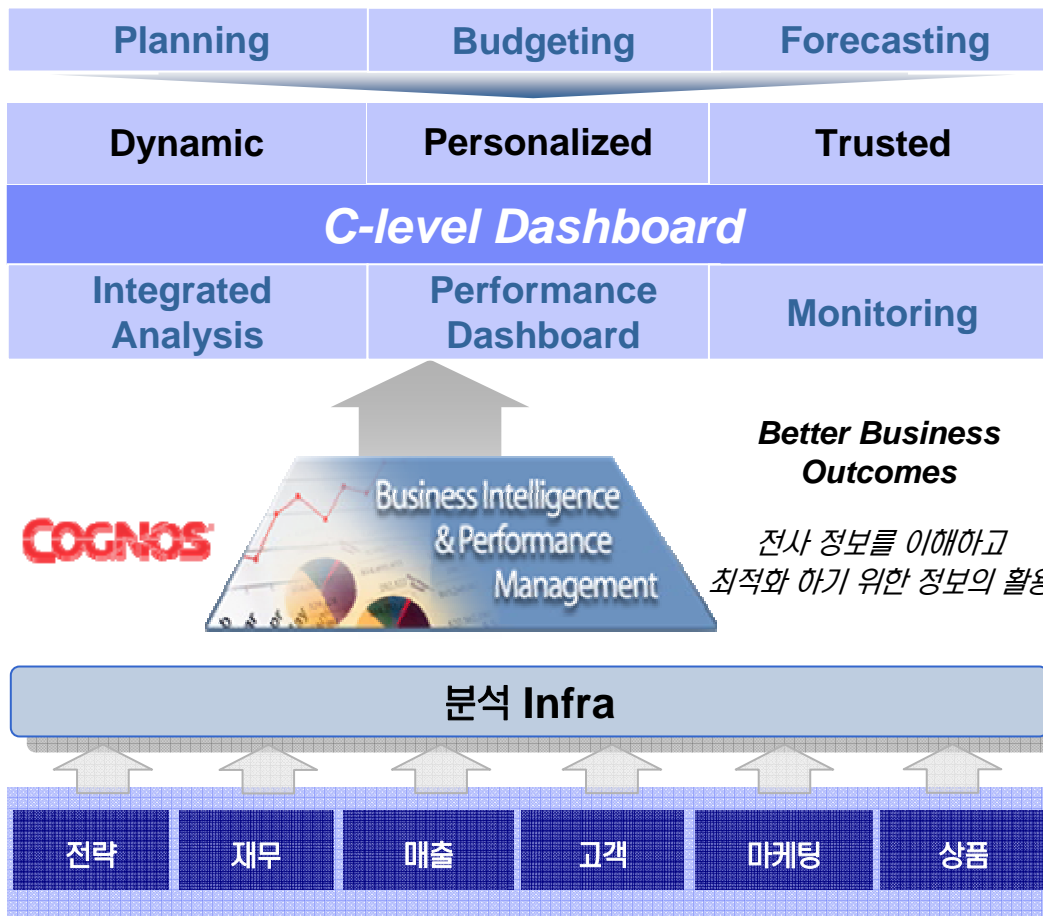 Planning Budgeting Forecasting
Dynamic Personalized Trusted
C-level Dashboard
Integrated
Analysis
Performance
Dashboard
Monitoring
Better Business
Outcomes
COGNOS
Business Intelligence
& Performance
Management
전사 정보를 이해하고
최적화 하기 위한 정보의 활용
분석 Infra
전략 재무 매출 고객 마케팅 상품